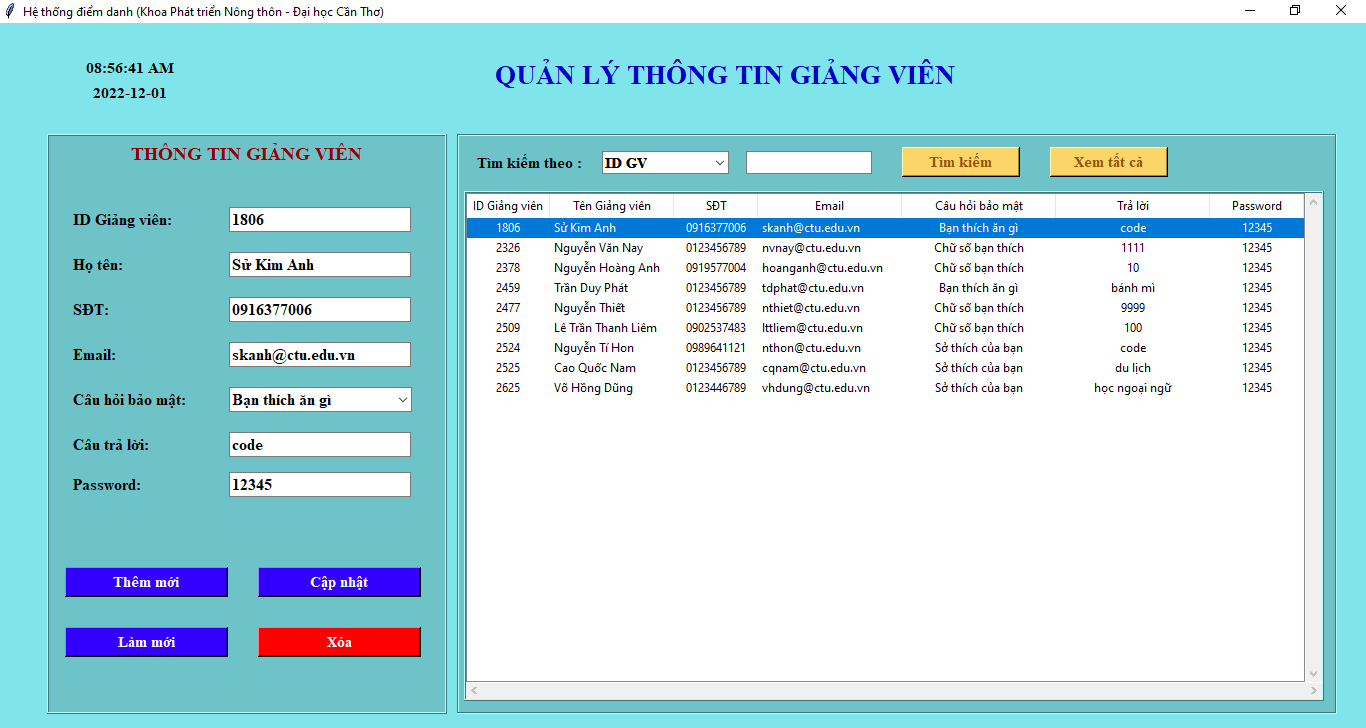 Hệ thống điểm danh (Khoa Phát triển Nông thôn - Đại học Cần Thơ)
08:56:41 AM
2022-12-01
QUẢN LÝ THÔNG TIN GIẢNG VIÊN
THÔNG TIN GIẢNG VIÊN
ID Giảng viên: 1806
Họ tên: Sử Kim Anh
SĐT: 0916377006
Email: skanh@ctu.edu.vn
Câu hỏi bảo mật: Bạn thích ăn gì
Câu trả lời: code
Password: 12345
Thêm mới Cập nhật
Làm mới Xóa
Tìm kiếm theo : ID GV Tìm kiếm Xem tất cả
ID Giảng viên Tên Giảng viên SĐT Email Câu hỏi bảo mật Trả lời Password
1806 Sử Kim Anh 0916377006 skanh@ctu.edu.vn Bạn thích ăn gì code 12345
2326 Nguyễn Văn Nay 0123456789 nvnay@ctu.edu.vn Chữ số bạn thích 1111 12345
2378 Nguyễn Hoàng Anh 0919577004 hoanganh@ctu.edu.vn Chữ số bạn thích 10 12345
2459 Trần Duy Phát 0123456789 tdphat@ctu.edu.vn Bạn thích ăn gì bánh mì 12345
2477 Nguyễn Thiết 0123456789 nthiet@ctu.edu.vn Chữ số bạn thích 9999 12345
2509 Lê Trần Thanh Liêm 0902537483 lttliem@ctu.edu.vn Chữ số bạn thích 100 12345
2524 Nguyễn Tí Hon 0989641121 nthon@ctu.edu.vn Sở thích của bạn code 12345
2525 Cao Quốc Nam 0123456789 cqnam@ctu.edu.vn Sở thích của bạn du lịch 12345
2625 Võ Hồng Dũng 0123446789 vhdung@ctu.edu.vn Sở thích của bạn học ngoại ngữ 12345